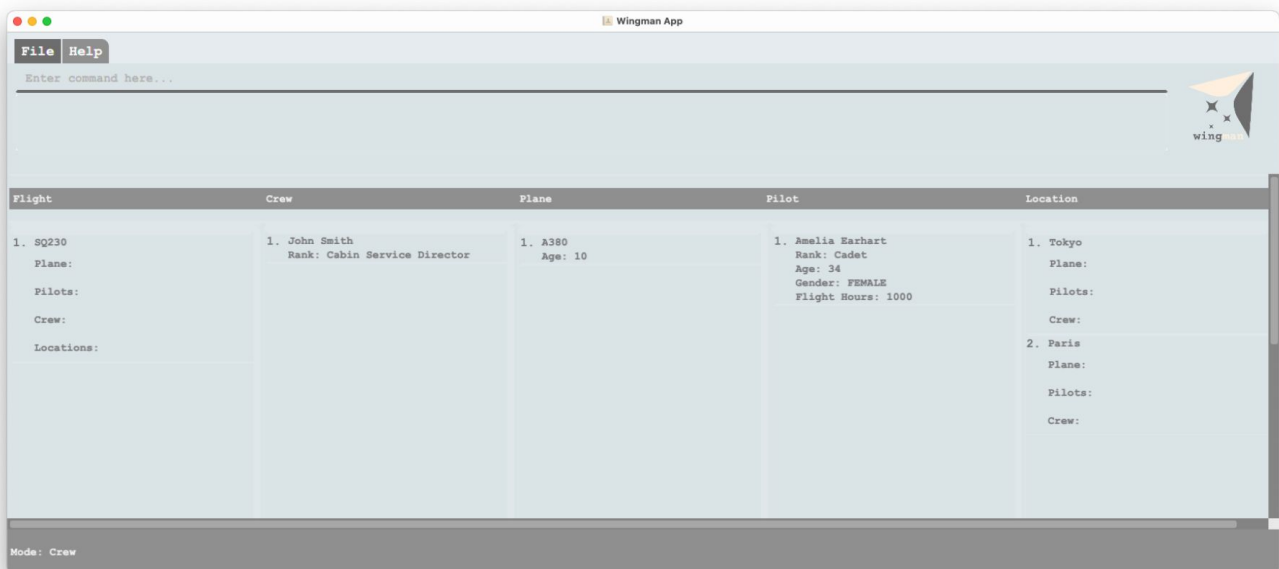 Wingman App
File Help
Enter command here...
wingman
Flight Crew Plane Pilot Location
1. SQ230
Plane:
Pilots:
Crew:
Locations:
1. John Smith
Rank: Cabin Service Director
1. A380
Age: 10
1. Amelia Earhart
Rank: Cadet
Age: 34
Gender: FEMALE
Flight Hours: 1000
1. Tokyo
Plane:
Pilots:
Crew:
2. Paris
Plane:
Pilots:
Crew:
Mode: Crew